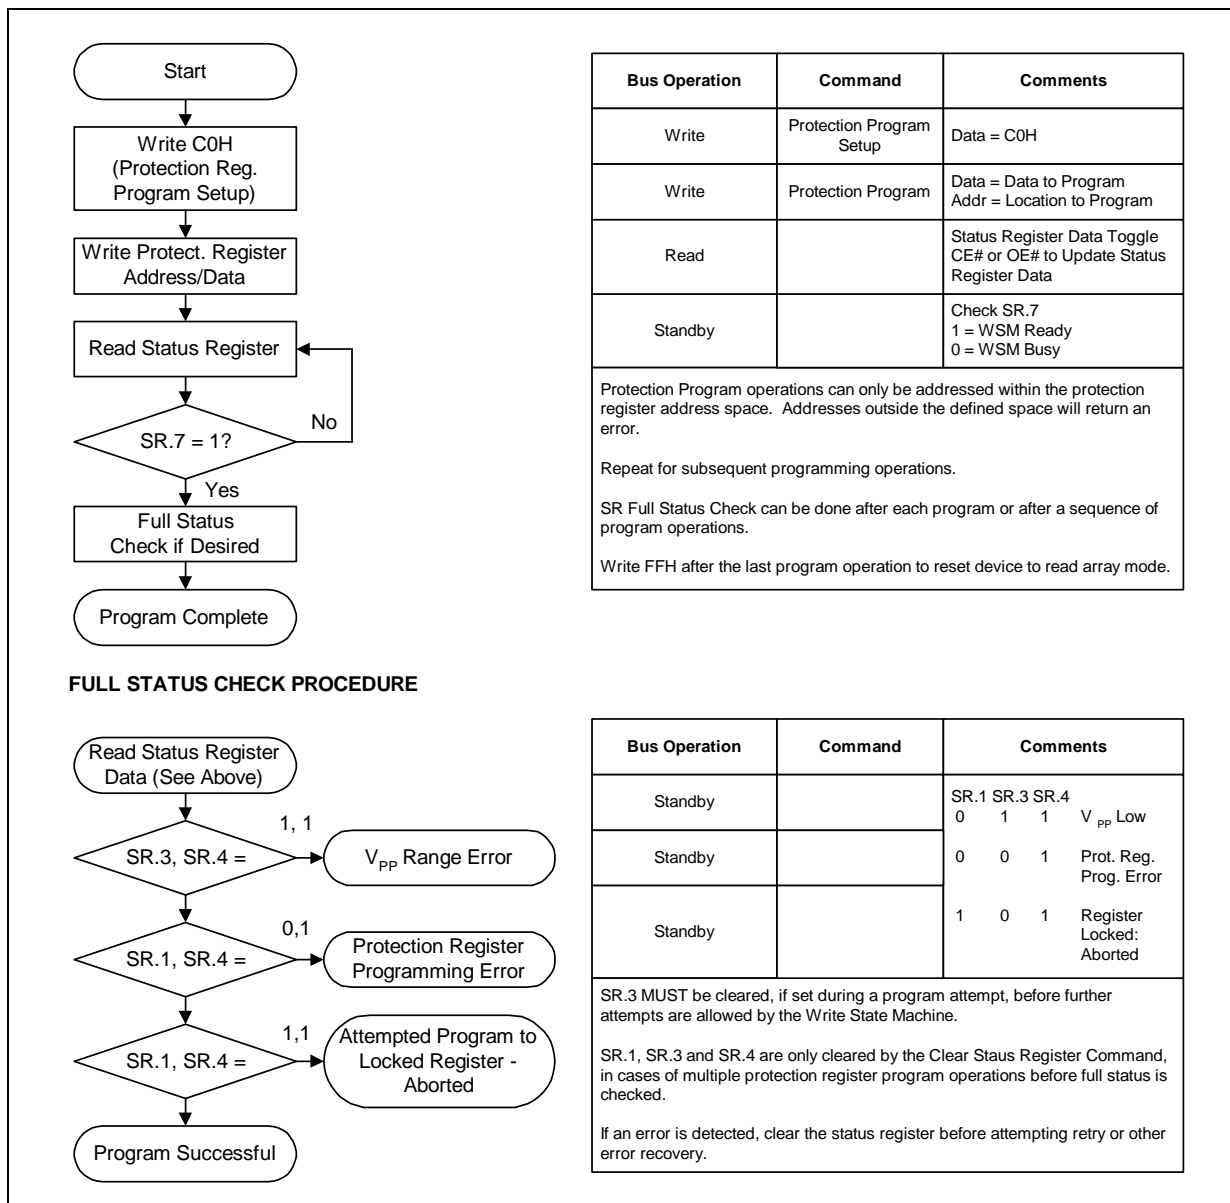 Start
Write C0H
(Protection Reg.
Program Setup)
Write Protect. Register
Address/Data
Read Status Register
No
SR.7 = 1?
Yes
Full Status
Check if Desired
Program Complete
Bus Operation Command Comments
Write Protection Program
Setup Data = C0H
Write Protection Program Data = Data to Program
Addr = Location to Program
Read Status Register Data Toggle
CE# or OE# to Update Status
Register Data
Standby Check SR.7
1 = WSM Ready
0 = WSM Busy
Protection Program operations can only be addressed within the protection
register address space. Addresses outside the defined space will return an
error.
Repeat for subsequent programming operations.
SR Full Status Check can be done after each program or after a sequence of
program operations.
Write FFH after the last program operation to reset device to read array mode.
FULL STATUS CHECK PROCEDURE
Read Status Register
Data (See Above)
1, 1
SR.3, SR.4 =
VPP Range Error
0,1
SR.1, SR.4 =
Protection Register
Programming Error
1,1
SR.1, SR.4 =
Attempted Program to
Locked Register -
Aborted
Program Successful
Bus Operation Command Comments
Standby SR.1 SR.3 SR.4
0 1 1 V PP Low
Standby 0 0 1 Prot. Reg.
Prog. Error
Standby 1 0 1 Register
Locked:
Aborted
SR.3 MUST be cleared, if set during a program attempt, before further
attempts are allowed by the Write State Machine.
SR.1, SR.3 and SR.4 are only cleared by the Clear Staus Register Command,
in cases of multiple protection register program operations before full status is
checked.
If an error is detected, clear the status register before attempting retry or other
error recovery.